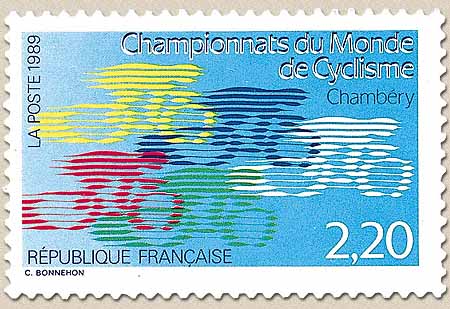 Championnats du Monde
de Cyclisme
Chambéry
LA POSTE 1989
2,20
RÉPUBLIQUE FRANÇAISE
C. BONNEHON